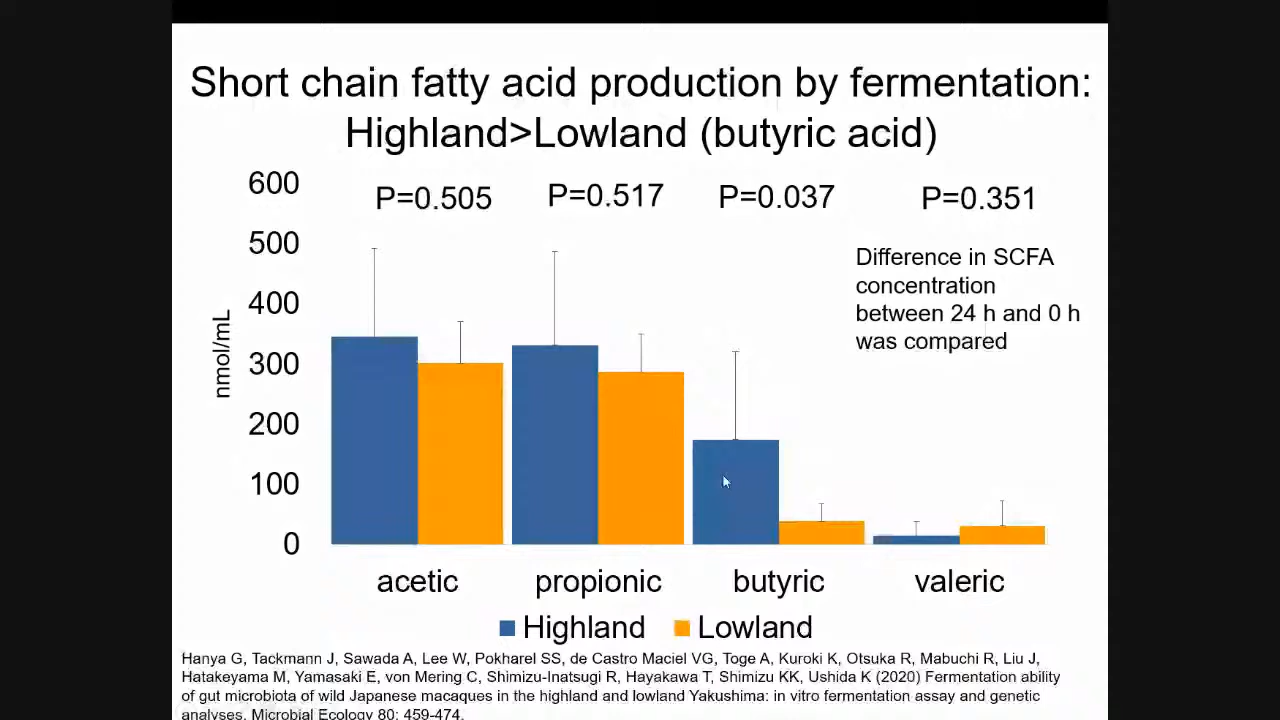 Short chain fatty acid production by fermentation:
Highland>Lowland (butyric acid)
P=0.505 P=0.517 P=0.037 P=0.351
600
500
400
300
200
100
0
nmol/mL
Difference in SCFA
concentration
between 24 h and 0 h
was compared
acetic propionic butyric valeric
Highland Lowland
Hanya G, Tackmann J, Sawada A, Lee W, Pokharel SS, de Castro Maciel VG, Toge A, Kuroki K, Otsuka R, Mabuchi R, Liu J,
Hatakeyama M, Yamasaki E, von Mering C, Shimizu-Inatsugi R, Hayakawa T, Shimizu KK, Ushida K (2020) Fermentation ability
of gut microbiota of wild Japanese macaques in the highland and lowland Yakushima: in vitro fermentation assay and genetic
analyses. Microbial Ecology 80: 459-474.